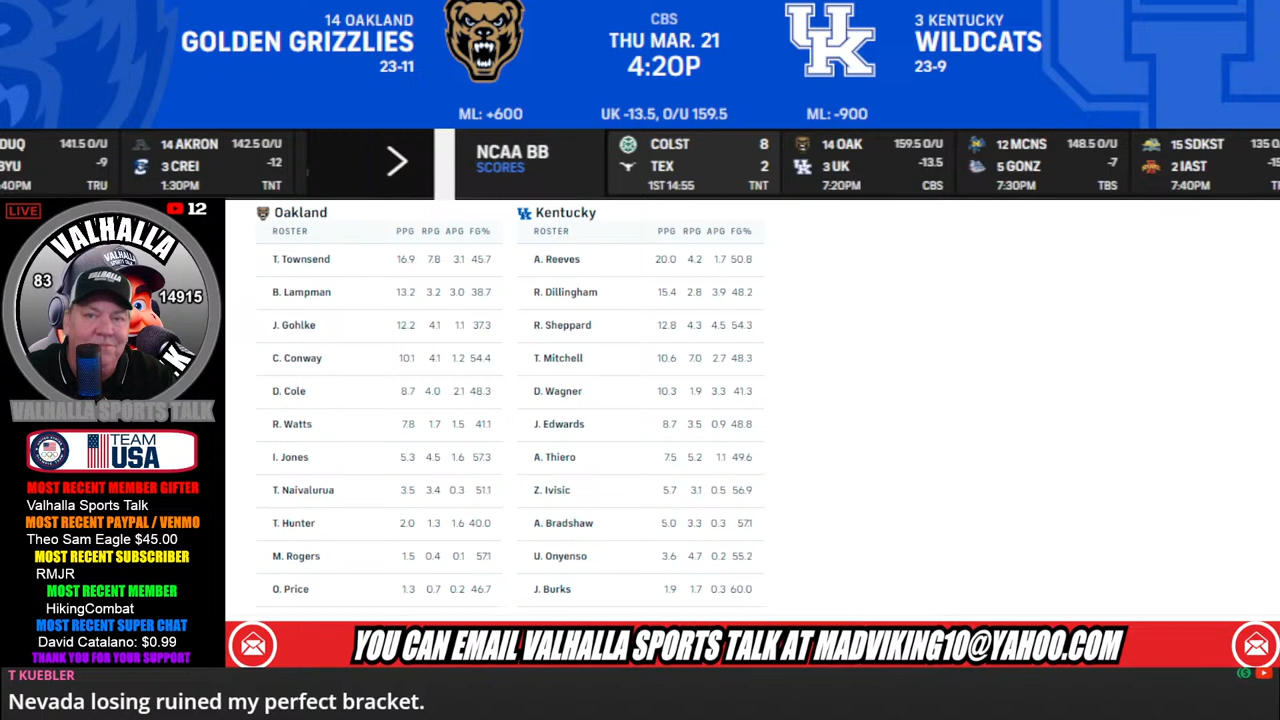 14 OAKLAND
GOLDEN GRIZZLIES
23-11
ML: +600
CBS
THU MAR. 21
4:20P
UK -13.5, O/U 159.5
3 KENTUCKY
WILDCATS
23-9
ML: -900
DUQ 141.5 O/U
BYU -9
:40PM TRU
14 AKRON 142.5 O/U
3 CREI -12
1:30PM TNT
NCAA BB
SCORES
COLST 8
TEX 2
1ST 14:55 TNT
14 OAK 159.5 O/U
3 UK -13.5
7:20PM CBS
12 MCNS 148.5 O/U
5 GONZ -7
7:30PM TBS
15 SDKST 135 O
2 IAST -15
7:40PM
LIVE
12
VALHALLA
83
14915
VALHALLA SPORTS TALK
TEAM
USA
MOST RECENT MEMBER GIFTER
Valhalla Sports Talk
MOST RECENT PAYPAL / VENMO
Theo Sam Eagle $45.00
MOST RECENT SUBSCRIBER
RMJR
MOST RECENT MEMBER
HikingCombat
MOST RECENT SUPER CHAT
David Catalano: $0.99
THANK YOU FOR YOUR SUPPORT
Oakland
ROSTER PPG RPG APG FG%
T. Townsend 16.9 7.8 3.1 45.7
B. Lampman 13.2 3.2 3.0 38.7
J. Gohlke 12.2 4.1 1.1 37.3
C. Conway 10.1 4.1 1.2 54.4
D. Cole 8.7 4.0 2.1 48.3
R. Watts 7.8 1.7 1.5 41.1
I. Jones 5.3 4.5 1.6 57.3
T. Naivalurua 3.5 3.4 0.3 51.1
T. Hunter 2.0 1.3 1.6 40.0
M. Rogers 1.5 0.4 0.1 57.1
O. Price 1.3 0.7 0.2 46.7
Kentucky
ROSTER PPG RPG APG FG%
A. Reeves 20.0 4.2 1.7 50.8
R. Dillingham 15.4 2.8 3.9 48.2
R. Sheppard 12.8 4.3 4.5 54.3
T. Mitchell 10.6 7.0 2.7 48.3
D. Wagner 10.3 1.9 3.3 41.3
J. Edwards 8.7 3.5 0.9 48.8
A. Thiero 7.5 5.2 1.1 49.6
Z. Ivisic 5.7 3.1 0.5 56.9
A. Bradshaw 5.0 3.3 0.3 57.1
U. Onyenso 3.6 4.7 0.2 55.2
J. Burks 1.9 1.7 0.3 60.0
YOU CAN EMAIL VALHALLA SPORTS TALK AT MADVIKING10@YAHOO.COM
T KUEBLER
Nevada losing ruined my perfect bracket.